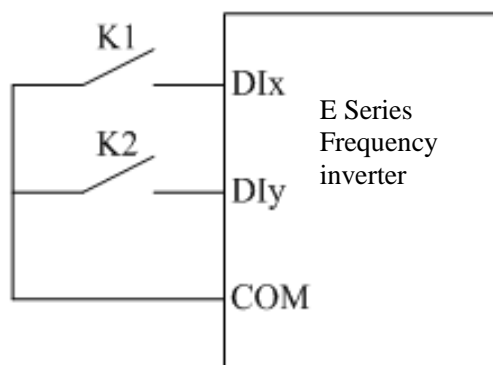 K1
DIx
E Series
Frequency
inverter
K2
DIy
COM